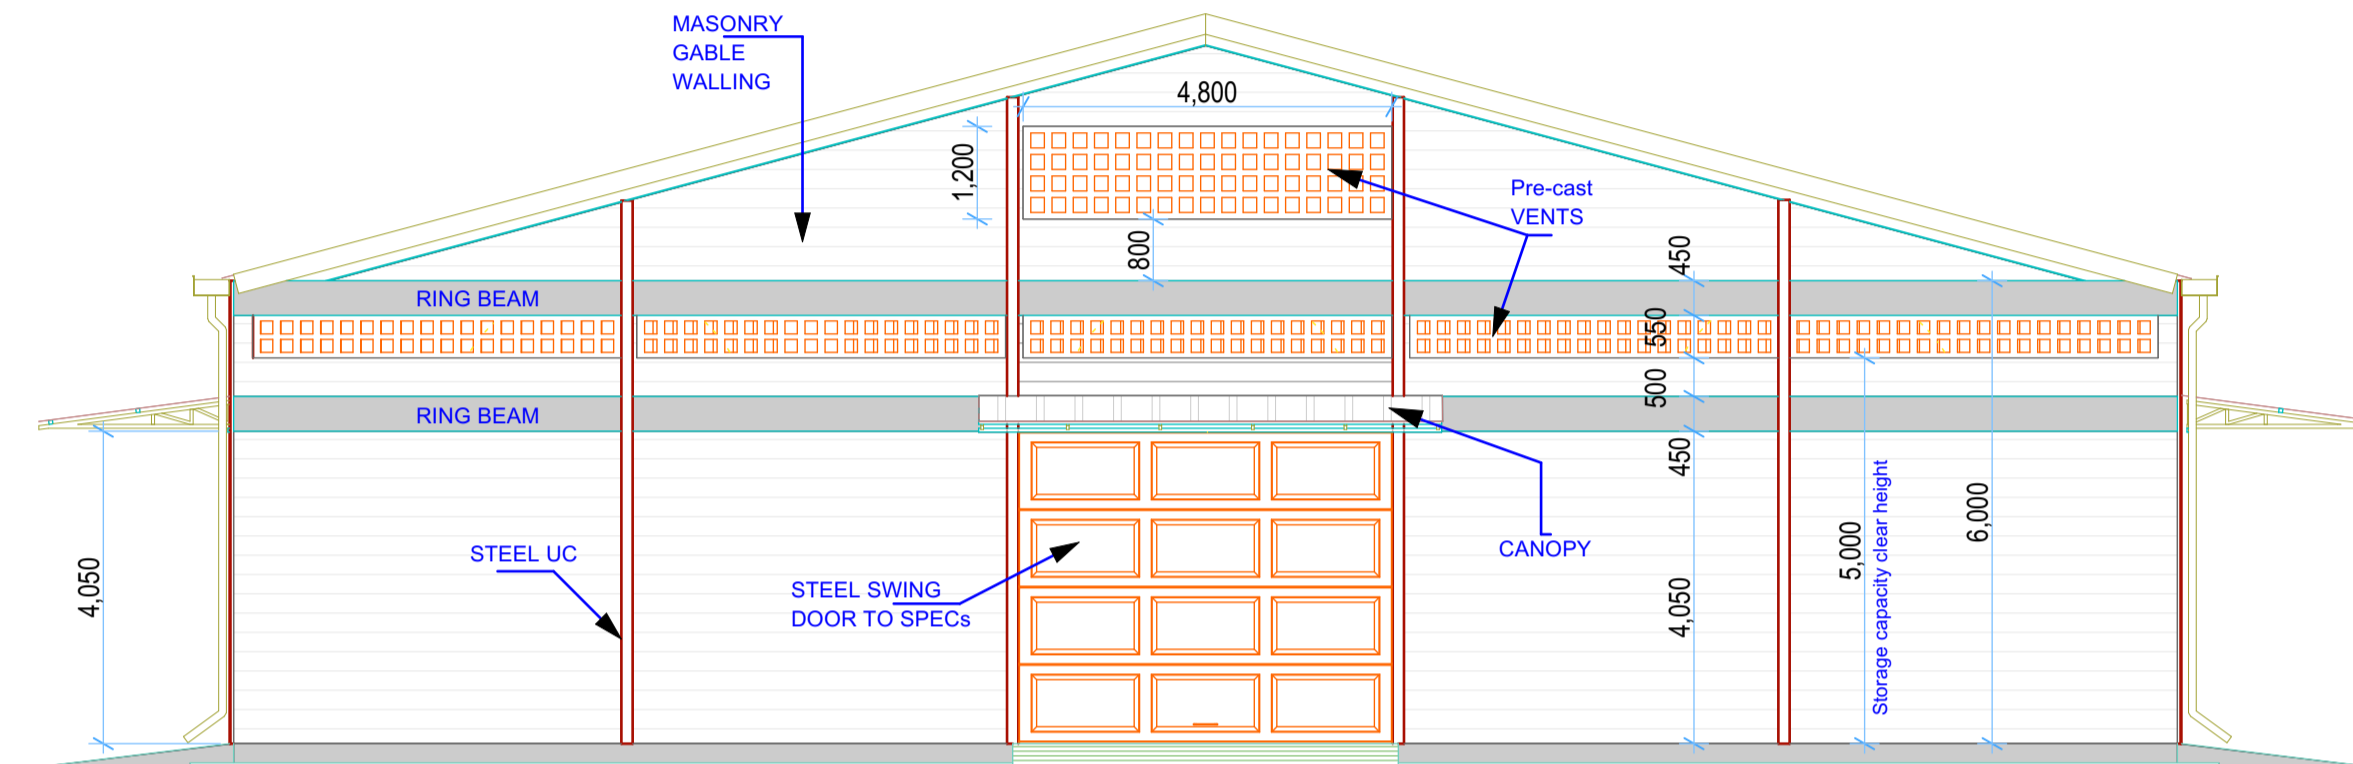 MASONRY
GABLE
WALLING
4,800
1,200
Pre-cast
VENTS
800
450
RING BEAM
550
500
RING BEAM
450
CANOPY
STEEL UC
STEEL SWING
DOOR TO SPECs
4,050
4,050
5,000
Storage capacity clear height
6,000